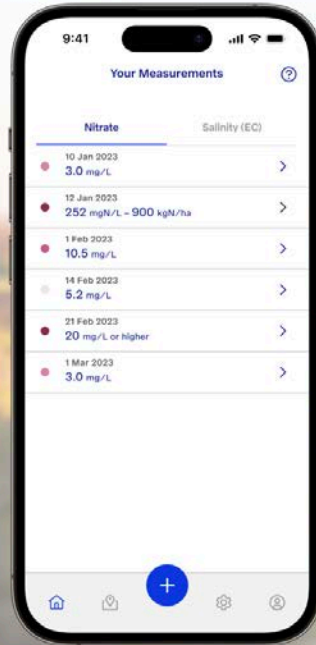 9:41
Your Measurements
?
Nitrate
Salinity (EC)
10 Jan 2023
3.0 mg/L
12 Jan 2023
252 mgN/L – 900 kgN/ha
1 Feb 2023
10.5 mg/L
14 Feb 2023
5.2 mg/L
21 Feb 2023
20 mg/L or higher
1 Mar 2023
3.0 mg/L